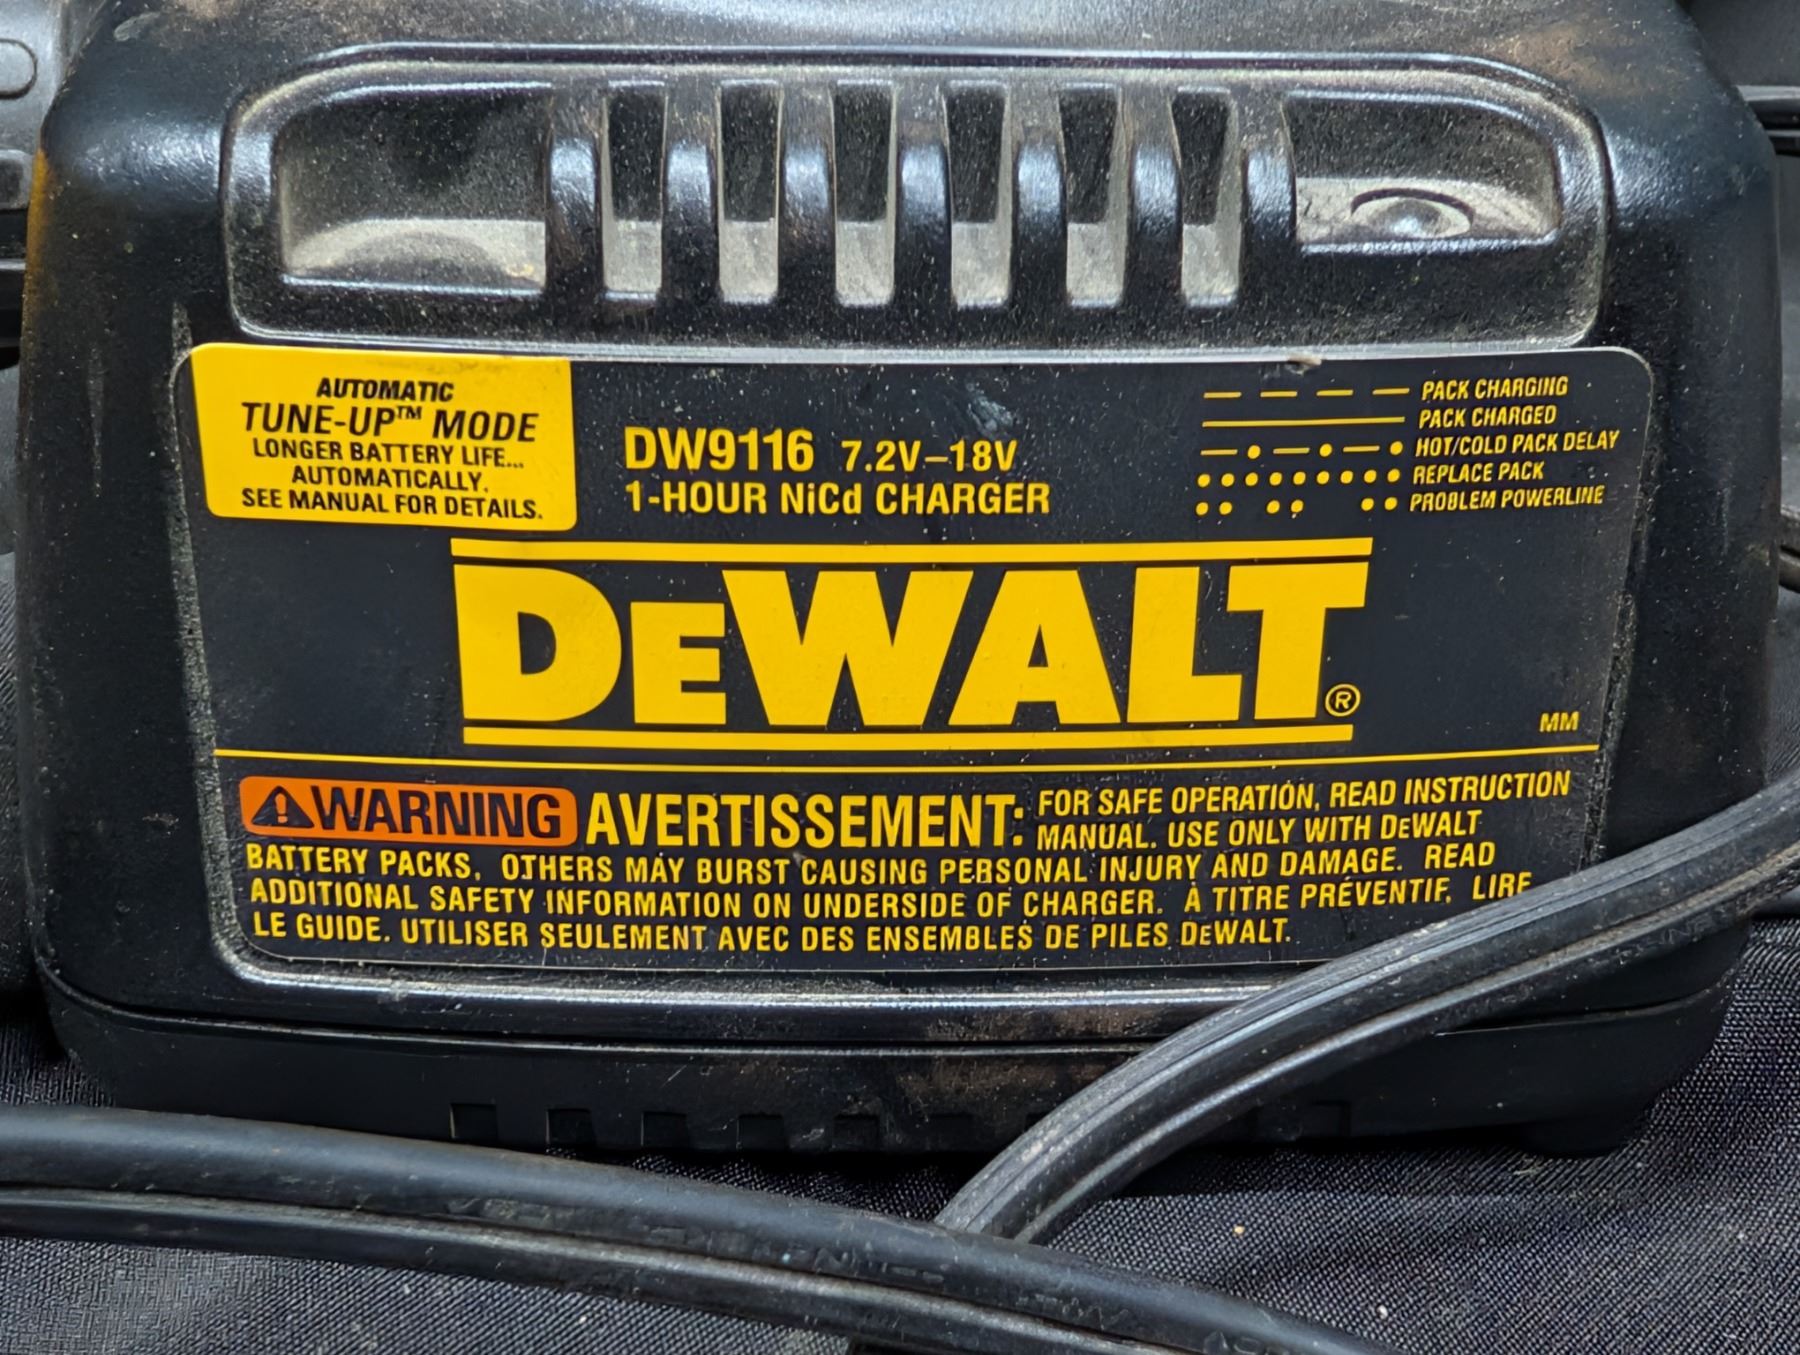 AUTOMATIC
TUNE-UP™ MODE
LONGER BATTERY LIFE...
AUTOMATICALLY.
SEE MANUAL FOR DETAILS.
DW9116 7.2V–18V
1-HOUR NiCd CHARGER
PACK CHARGING
PACK CHARGED
HOT/COLD PACK DELAY
REPLACE PACK
PROBLEM POWERLINE
DEWALT®
MM
WARNING AVERTISSEMENT: FOR SAFE OPERATION, READ INSTRUCTION
MANUAL. USE ONLY WITH DEWALT
BATTERY PACKS. OTHERS MAY BURST CAUSING PERSONAL INJURY AND DAMAGE. READ
ADDITIONAL SAFETY INFORMATION ON UNDERSIDE OF CHARGER. À TITRE PRÉVENTIF, LIRE
LE GUIDE. UTILISER SEULEMENT AVEC DES ENSEMBLES DE PILES DEWALT.